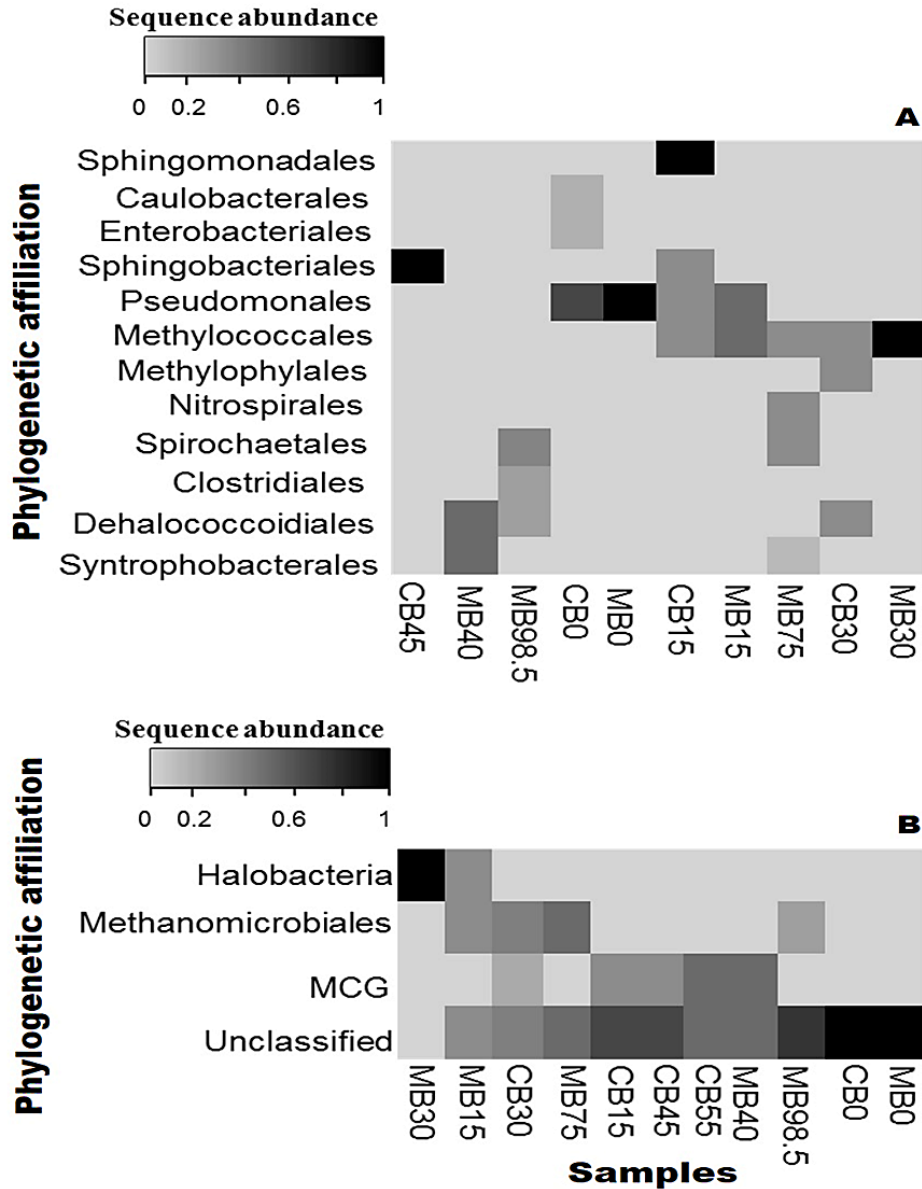 Sequence abundance
0 0.2 0.6 1
A
Phylogenetic affiliation
Sphingomonadales
Caulobacterales
Enterobacteriales
Sphingobacteriales
Pseudomonales
Methylococcales
Methylophylales
Nitrospirales
Spirochaetales
Clostridiales
Dehalococcoidiales
Syntrophobacterales
CB45 MB40 MB98.5 CB0 MB0 CB15 MB15 MB75 CB30 MB30
Sequence abundance
0 0.2 0.6 1
B
Phylogenetic affiliation
Halobacteria
Methanomicrobiales
MCG
Unclassified
MB30 MB15 CB30 MB75 CB15 CB45 CB55 MB40 MB98.5 CB0 MB0
Samples